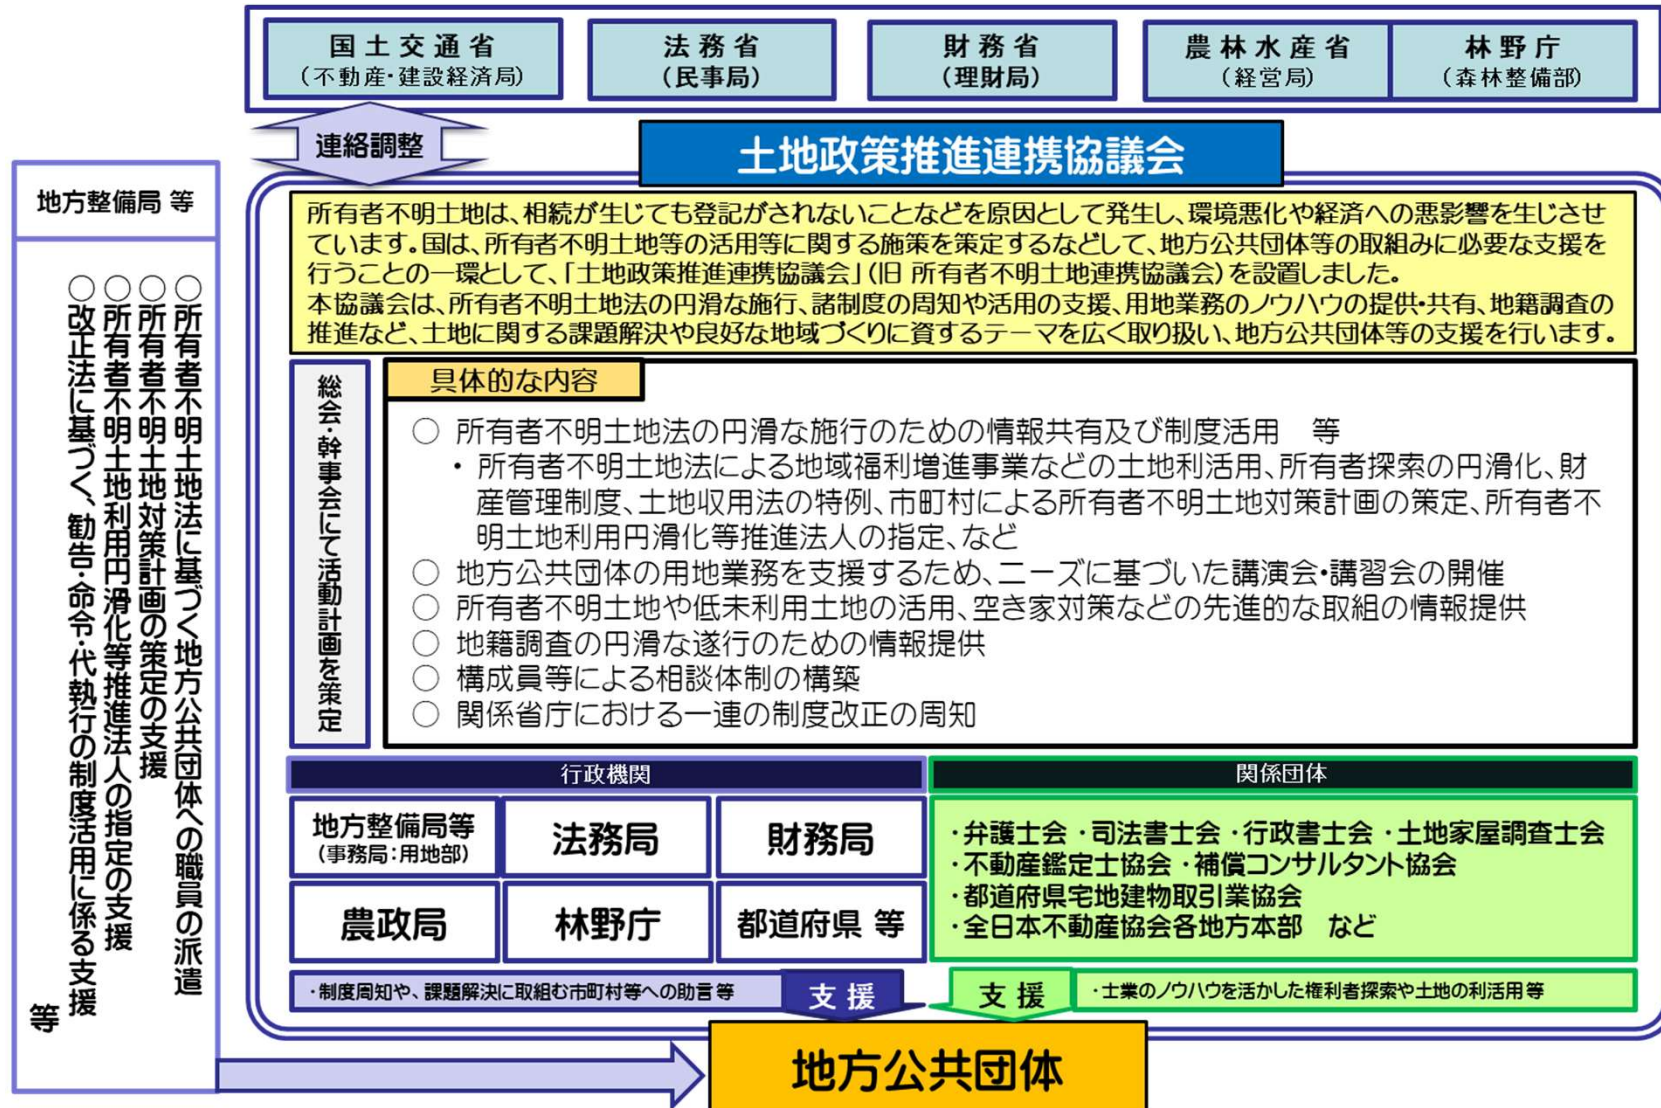 国土交通省
(不動産・建設経済局)
法務省
(民事局)
財務省
(理財局)
農林水産省
(経営局)
林野庁
(森林整備部)
連絡調整
土地政策推進連携協議会
地方整備局 等
○所有者不明土地法に基づく地方公共団体への職員の派遣
○所有者不明土地対策計画の策定の支援
○所有者不明土地利用円滑化等推進法人の指定の支援
○改正法に基づく、勧告・命令・代執行の制度活用に係る支援
等
所有者不明土地は、相続が生じても登記がされないことなどを原因として発生し、環境悪化や経済への悪影響を生じさせ
ています。国は、所有者不明土地等の活用等に関する施策を策定するなどして、地方公共団体等の取組みに必要な支援を
行うことの一環として、「土地政策推進連携協議会」(旧 所有者不明土地連携協議会)を設置しました。
本協議会は、所有者不明土地法の円滑な施行、諸制度の周知や活用の支援、用地業務のノウハウの提供・共有、地籍調査の
推進など、土地に関する課題解決や良好な地域づくりに資するテーマを広く取り扱い、地方公共団体等の支援を行います。
総会・幹事会にて活動計画を策定
具体的な内容
○ 所有者不明土地法の円滑な施行のための情報共有及び制度活用 等
・所有者不明土地法による地域福利増進事業などの土地利活用、所有者探索の円滑化、財
産管理制度、土地収用法の特例、市町村による所有者不明土地対策計画の策定、所有者不
明土地利用円滑化等推進法人の指定、など
○ 地方公共団体の用地業務を支援するため、ニーズに基づいた講演会・講習会の開催
○ 所有者不明土地や低未利用土地の活用、空き家対策などの先進的な取組の情報提供
○ 地籍調査の円滑な遂行のための情報提供
○ 構成員等による相談体制の構築
○ 関係省庁における一連の制度改正の周知
行政機関
地方整備局等
(事務局:用地部)
法務局
財務局
農政局
林野庁
都道府県 等
関係団体
・弁護士会 ・司法書士会 ・行政書士会 ・土地家屋調査士会
・不動産鑑定士協会 ・補償コンサルタント協会
・都道府県宅地建物取引業協会
・全日本不動産協会各地方本部 など
・制度周知や、課題解決に取組む市町村等への助言等
支援
支援
・士業のノウハウを活かした権利者探索や土地の利活用等
地方公共団体